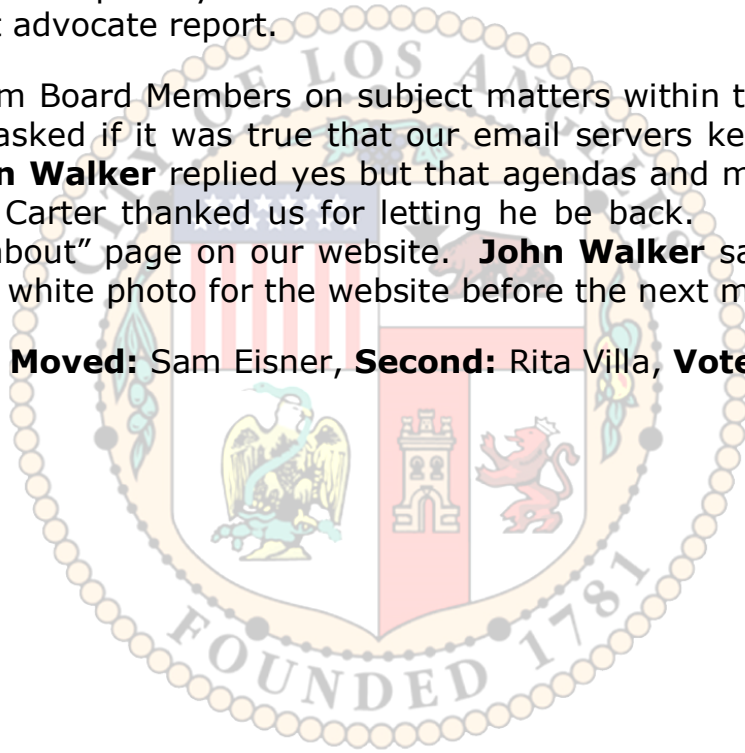 t advocate report.
m Board Members on subject matters within t
asked if it was true that our email servers ke
n Walker replied yes but that agendas and m
Carter thanked us for letting he be back.
about” page on our website. John Walker sa
white photo for the website before the next m
Moved: Sam Eisner, Second: Rita Villa, Vote
CITY OF LOS ANGELES
FOUNDED 1781